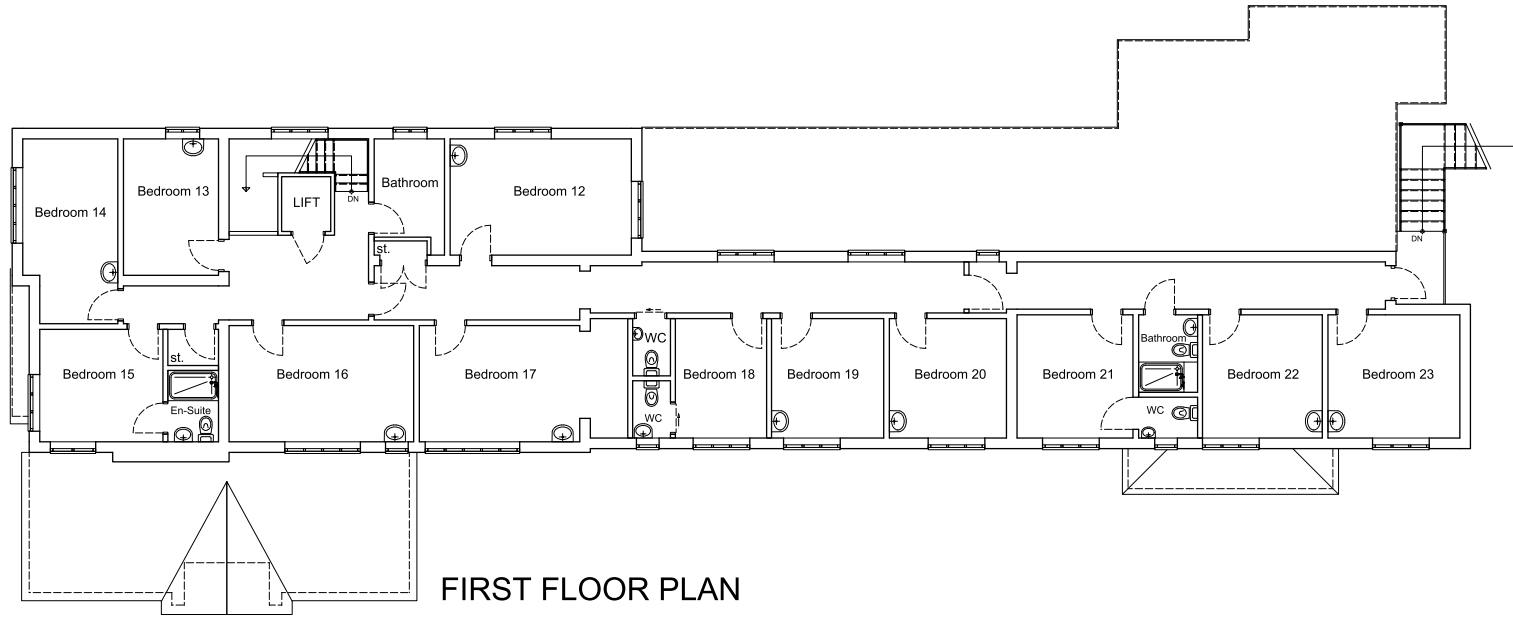 Bedroom 14
Bedroom 13
LIFT
DN
Bathroom
st.
Bedroom 12
DN
Bedroom 15
st.
En-Suite
Bedroom 16
Bedroom 17
WC
WC
Bedroom 18
Bedroom 19
Bedroom 20
Bedroom 21
Bathroom
WC
Bedroom 22
Bedroom 23
FIRST FLOOR PLAN